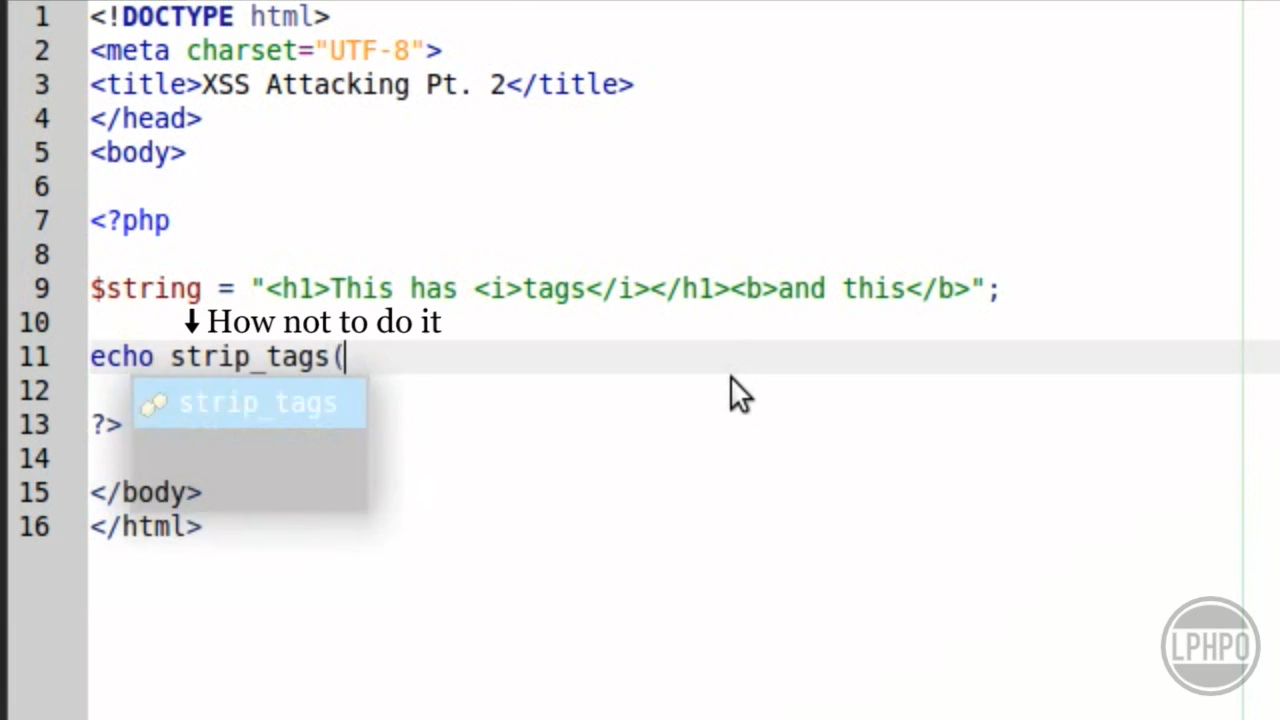 1 <!DOCTYPE html>
2 <meta charset="UTF-8">
3 <title>XSS Attacking Pt. 2</title>
4 </head>
5 <body>
6
7 <?php
8
9 $string = "<h1>This has <i>tags</i></h1><b>and this</b>";
10 ⬇ How not to do it
11 echo strip_tags(
12 strip_tags
13 ?>
14
15 </body>
16 </html>
LPHPO